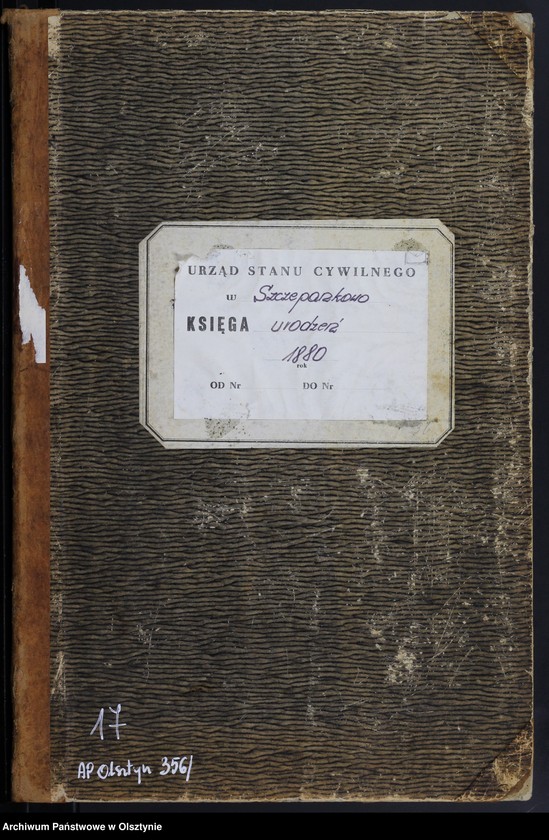 URZĄD STANU CYWILNEGO
w Szczepankowo
KSIĘGA urodzeń
1880
rok
OD Nr DO Nr
17
AP Olsztyn 356/
Archiwum Państwowe w Olsztynie